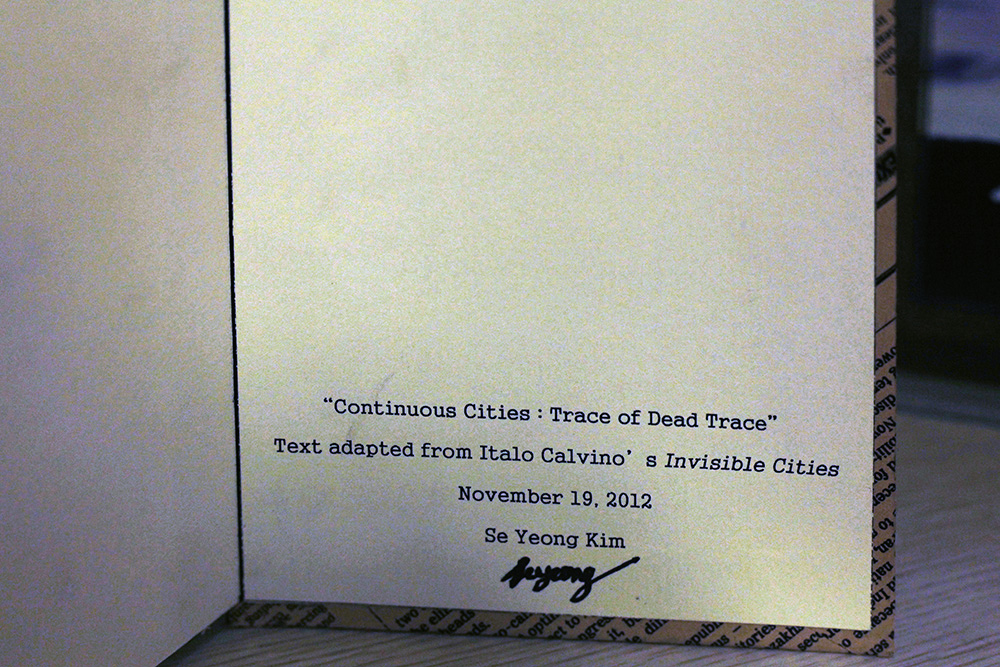 “Continuous Cities : Trace of Dead Trace”
Text adapted from Italo Calvino’ s Invisible Cities
November 19, 2012
Se Yeong Kim
Seyeong